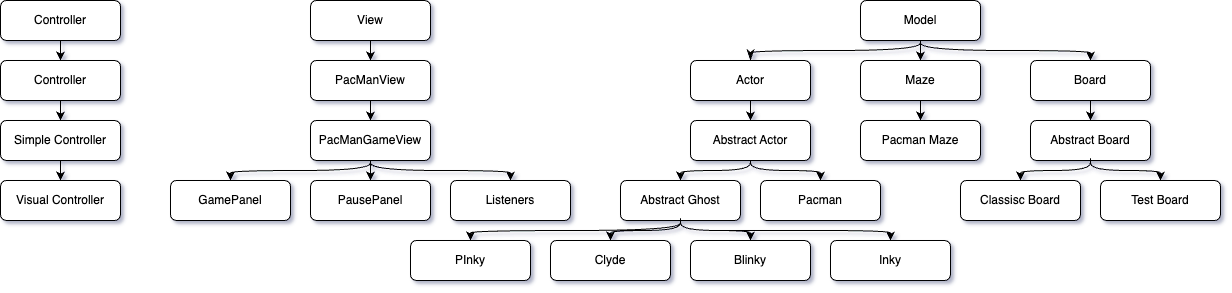 Controller
View
Model
Controller
PacManView
Actor
Maze
Board
Simple Controller
PacManGameView
Abstract Actor
Pacman Maze
Abstract Board
Visual Controller
GamePanel
PausePanel
Listeners
Abstract Ghost
Pacman
Classisc Board
Test Board
PInky
Clyde
Blinky
Inky